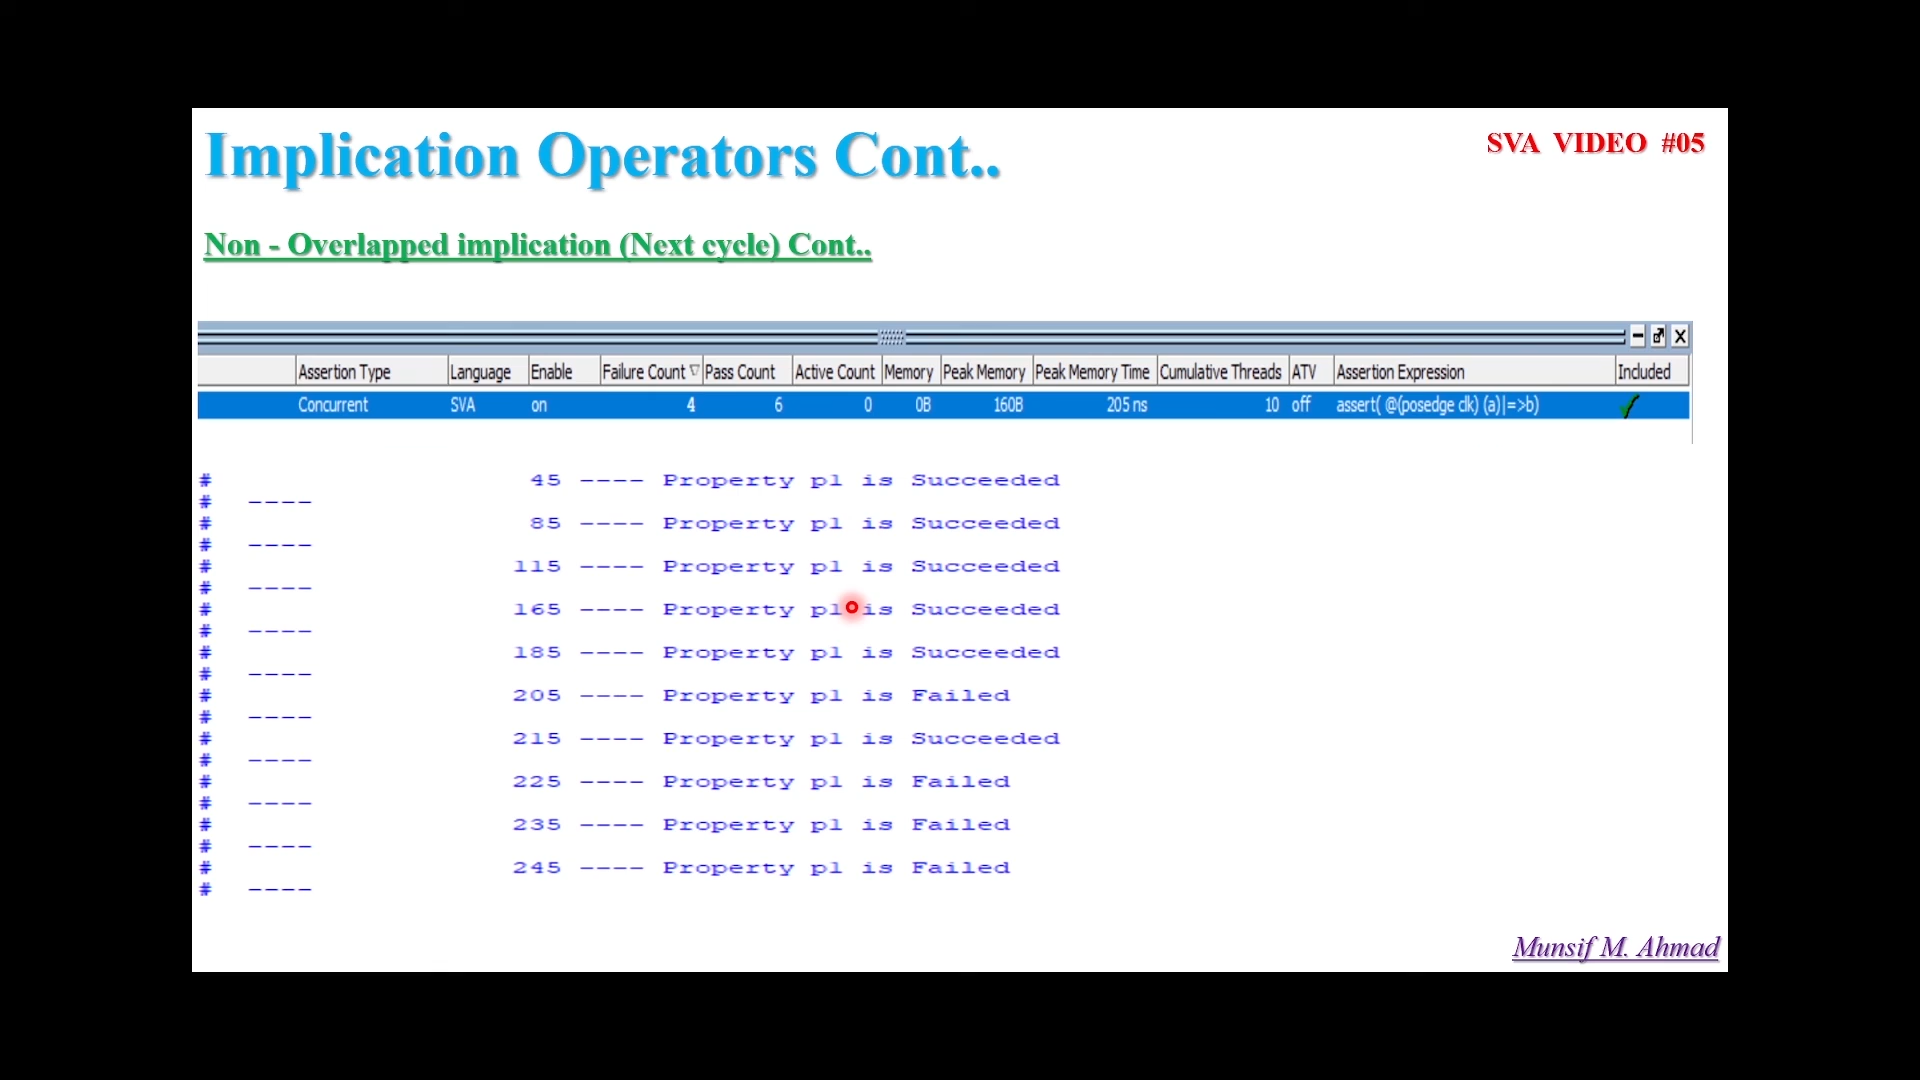 Implication Operators Cont..
SVA VIDEO #05
Non - Overlapped implication (Next cycle) Cont..
Assertion Type Language Enable Failure Count Pass Count Active Count Memory Peak Memory Peak Memory Time Cumulative Threads ATV Assertion Expression Included
Concurrent SVA on 4 6 0 0B 160B 205 ns 10 off assert( @(posedge clk) (a)|=>b) ✓
# 45 ---- Property p1 is Succeeded
# ----
# 85 ---- Property p1 is Succeeded
# ----
# 115 ---- Property p1 is Succeeded
# ----
# 165 ---- Property p1 is Succeeded
# ----
# 185 ---- Property p1 is Succeeded
# ----
# 205 ---- Property p1 is Failed
# ----
# 215 ---- Property p1 is Succeeded
# ----
# 225 ---- Property p1 is Failed
# ----
# 235 ---- Property p1 is Failed
# ----
# 245 ---- Property p1 is Failed
# ----
Munsif M. Ahmad